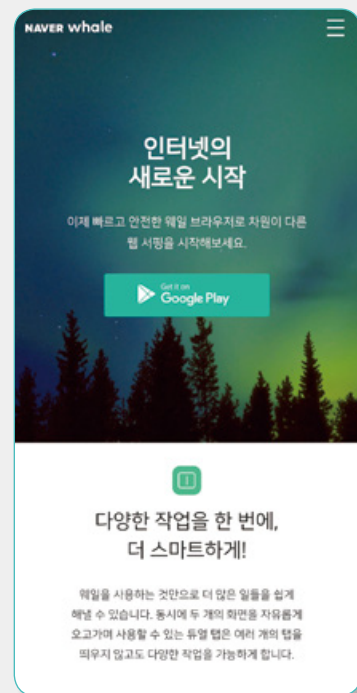 NAVER whale
인터넷의
새로운 시작
이제 빠르고 안전한 웨일 브라우저로 차원이 다른
웹 서핑을 시작해보세요.
Get it on
Google Play
다양한 작업을 한 번에,
더 스마트하게!
웨일을 사용하는 것만으로 더 많은 일들을 쉽게
해낼 수 있습니다. 동시에 두 개의 화면을 자유롭게
오고가며 사용할 수 있는 듀얼 탭은 여러 개의 탭을
띄우지 않고도 다양한 작업을 가능하게 합니다.